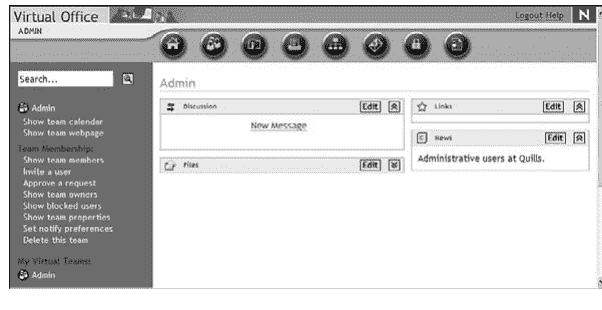 Virtual Office
Logout Help N
ADMIN
Search...
Admin
Show team calendar
Show team webpage
Team Membership:
Show team members
Invite a user
Approve a request
Show team owners
Show blocked users
Show team properties
Set notify preferences
Delete this team
My Virtual Teams:
Admin
Admin
Discussion Edit
New Message
Files Edit
Links Edit
News Edit
Administrative users at Quills.